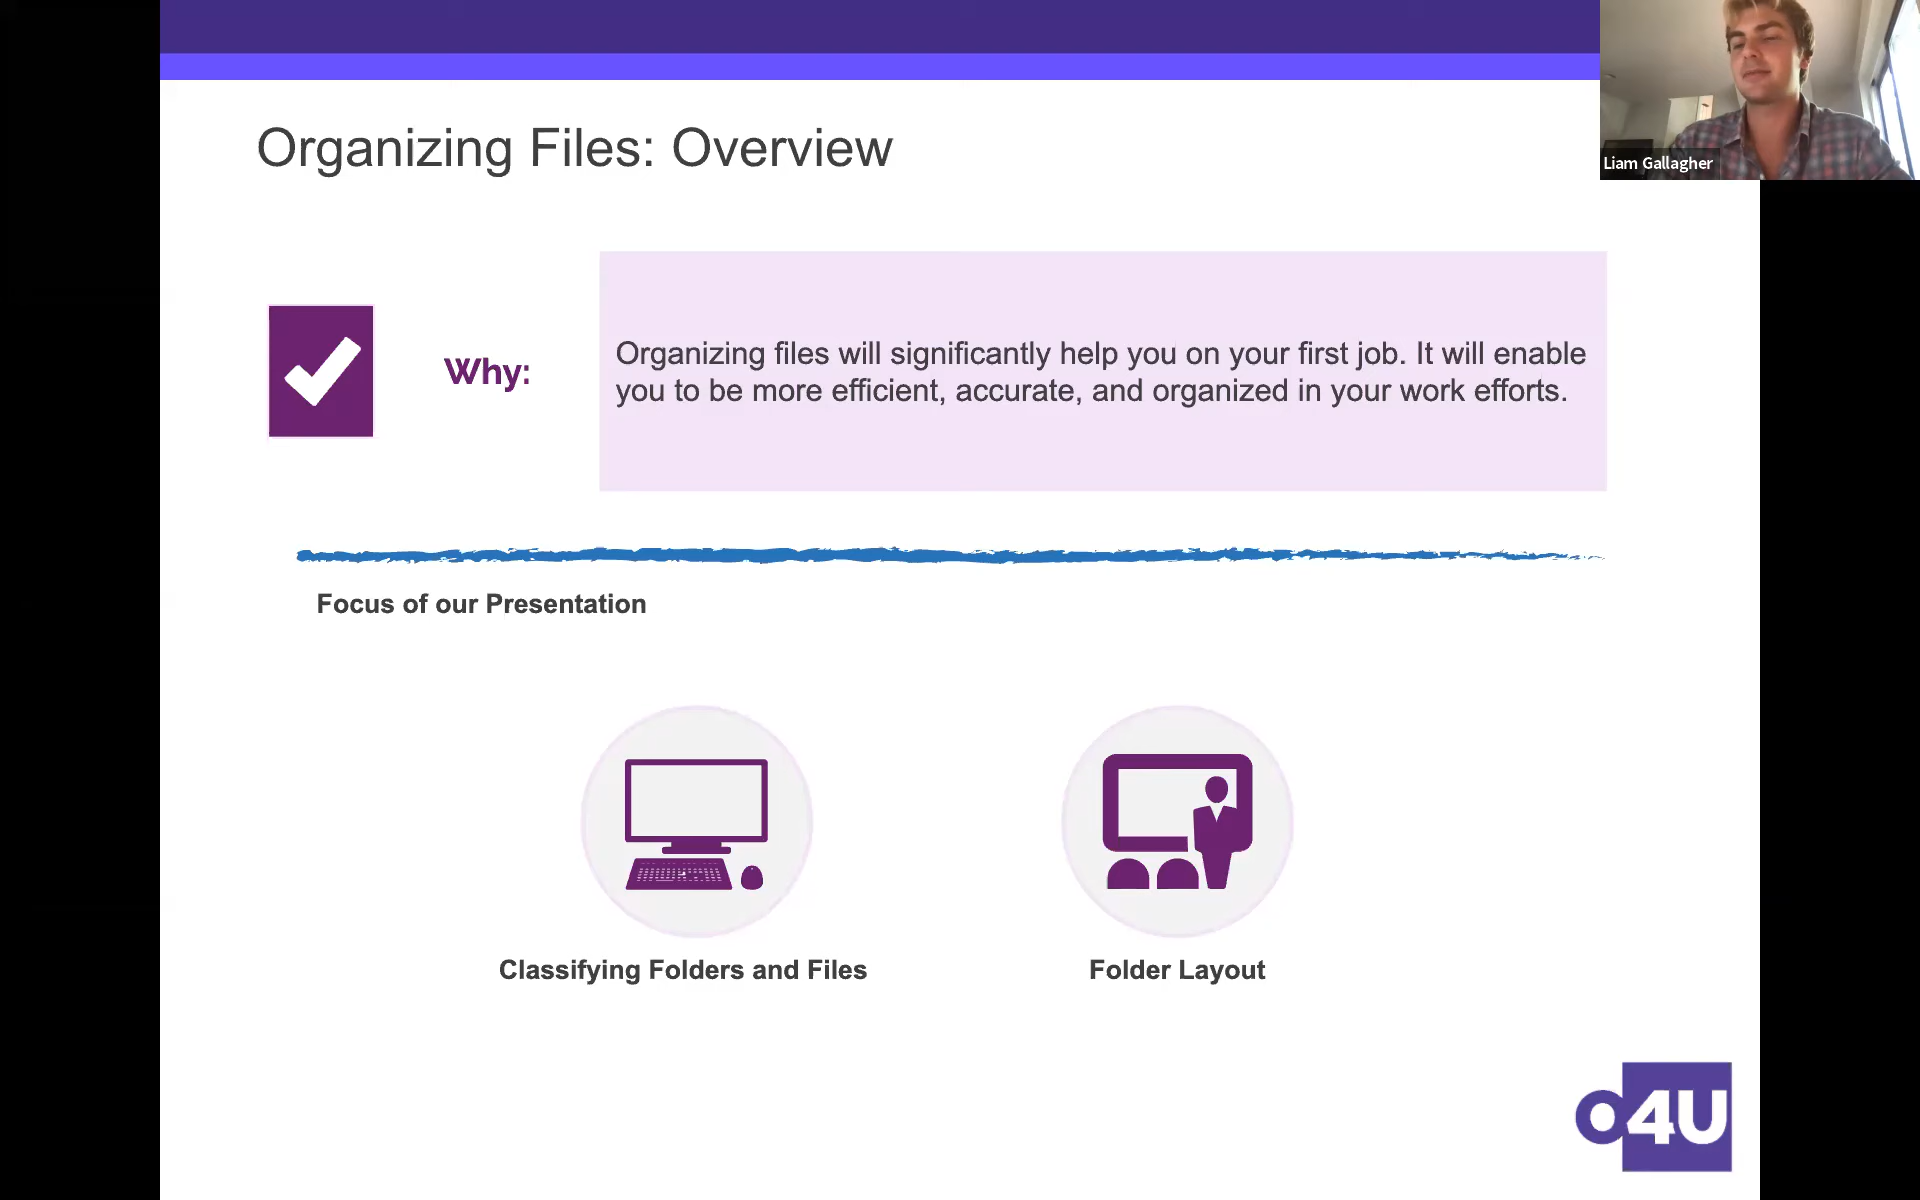 Liam Gallagher
Organizing Files: Overview
Why:
Organizing files will significantly help you on your first job. It will enable
you to be more efficient, accurate, and organized in your work efforts.
Focus of our Presentation
Classifying Folders and Files
Folder Layout
O4U